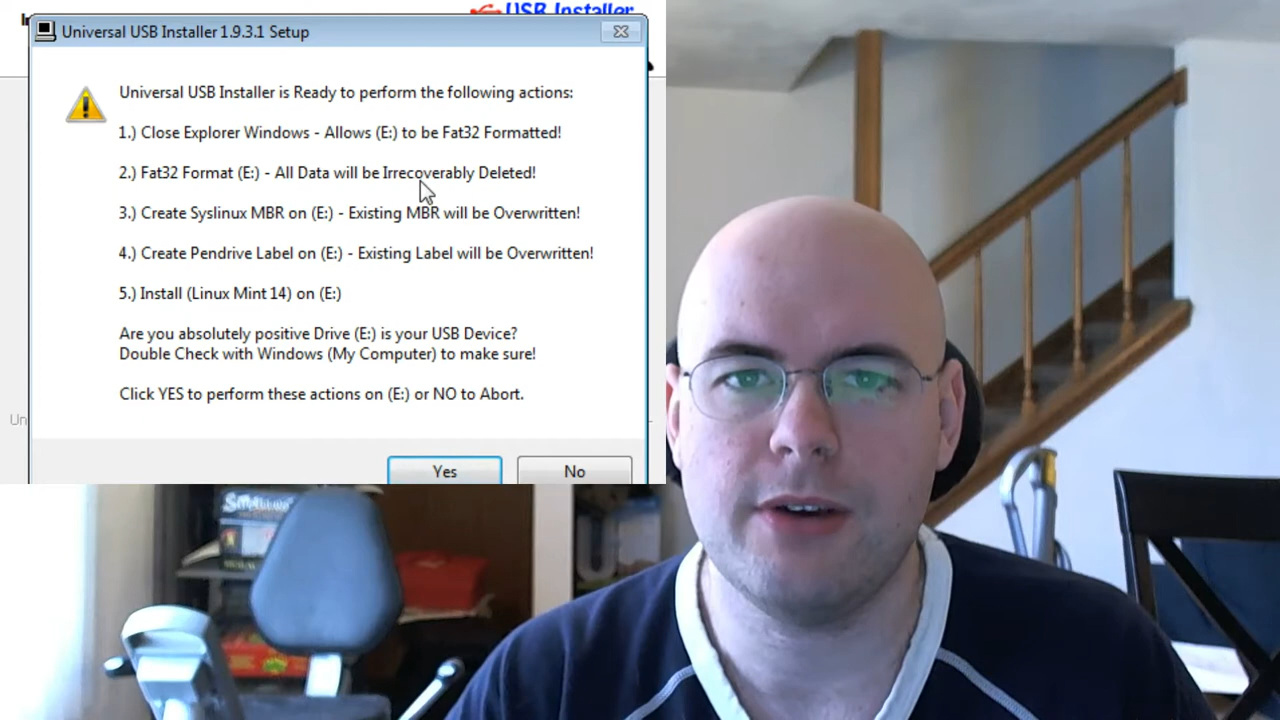 USB Installer
Universal USB Installer 1.9.3.1 Setup
Universal USB Installer is Ready to perform the following actions:
1.) Close Explorer Windows - Allows (E:) to be Fat32 Formatted!
2.) Fat32 Format (E:) - All Data will be Irrecoverably Deleted!
3.) Create Syslinux MBR on (E:) - Existing MBR will be Overwritten!
4.) Create Pendrive Label on (E:) - Existing Label will be Overwritten!
5.) Install (Linux Mint 14) on (E:)
Are you absolutely positive Drive (E:) is your USB Device?
Double Check with Windows (My Computer) to make sure!
Click YES to perform these actions on (E:) or NO to Abort.
Un
Yes No